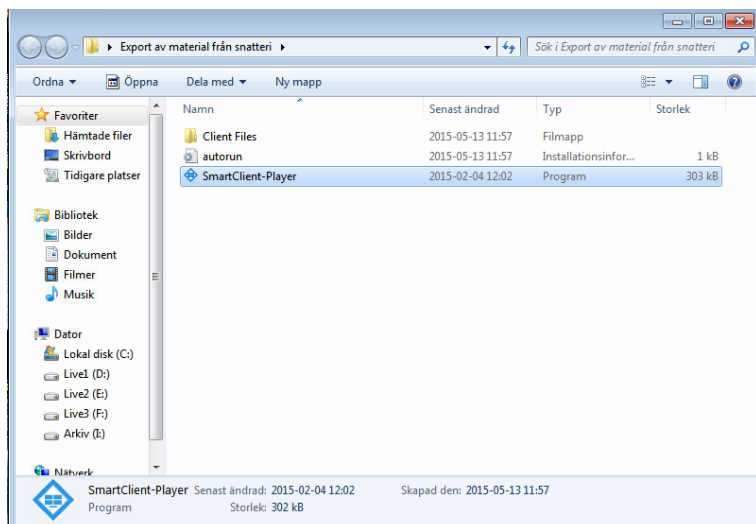 Export av material från snatteri
Sök i Export av material från snatteri
Ordna Öppna Dela med Ny mapp
Namn Senast ändrad Typ Storlek
Favoriter
Hämtade filer
Skrivbord
Tidigare platser
Bibliotek
Bilder
Dokument
Filmer
Musik
Dator
Lokal disk (C:)
Live1 (D:)
Live2 (E:)
Live3 (F:)
Arkiv (I:)
Nätverk
Client Files 2015-05-13 11:57 Filmapp
autorun 2015-05-13 11:57 Installationsinfor... 1 kB
SmartClient-Player 2015-02-04 12:02 Program 303 kB
SmartClient-Player Senast ändrad: 2015-02-04 12:02 Skapad den: 2015-05-13 11:57
Program Storlek: 302 kB